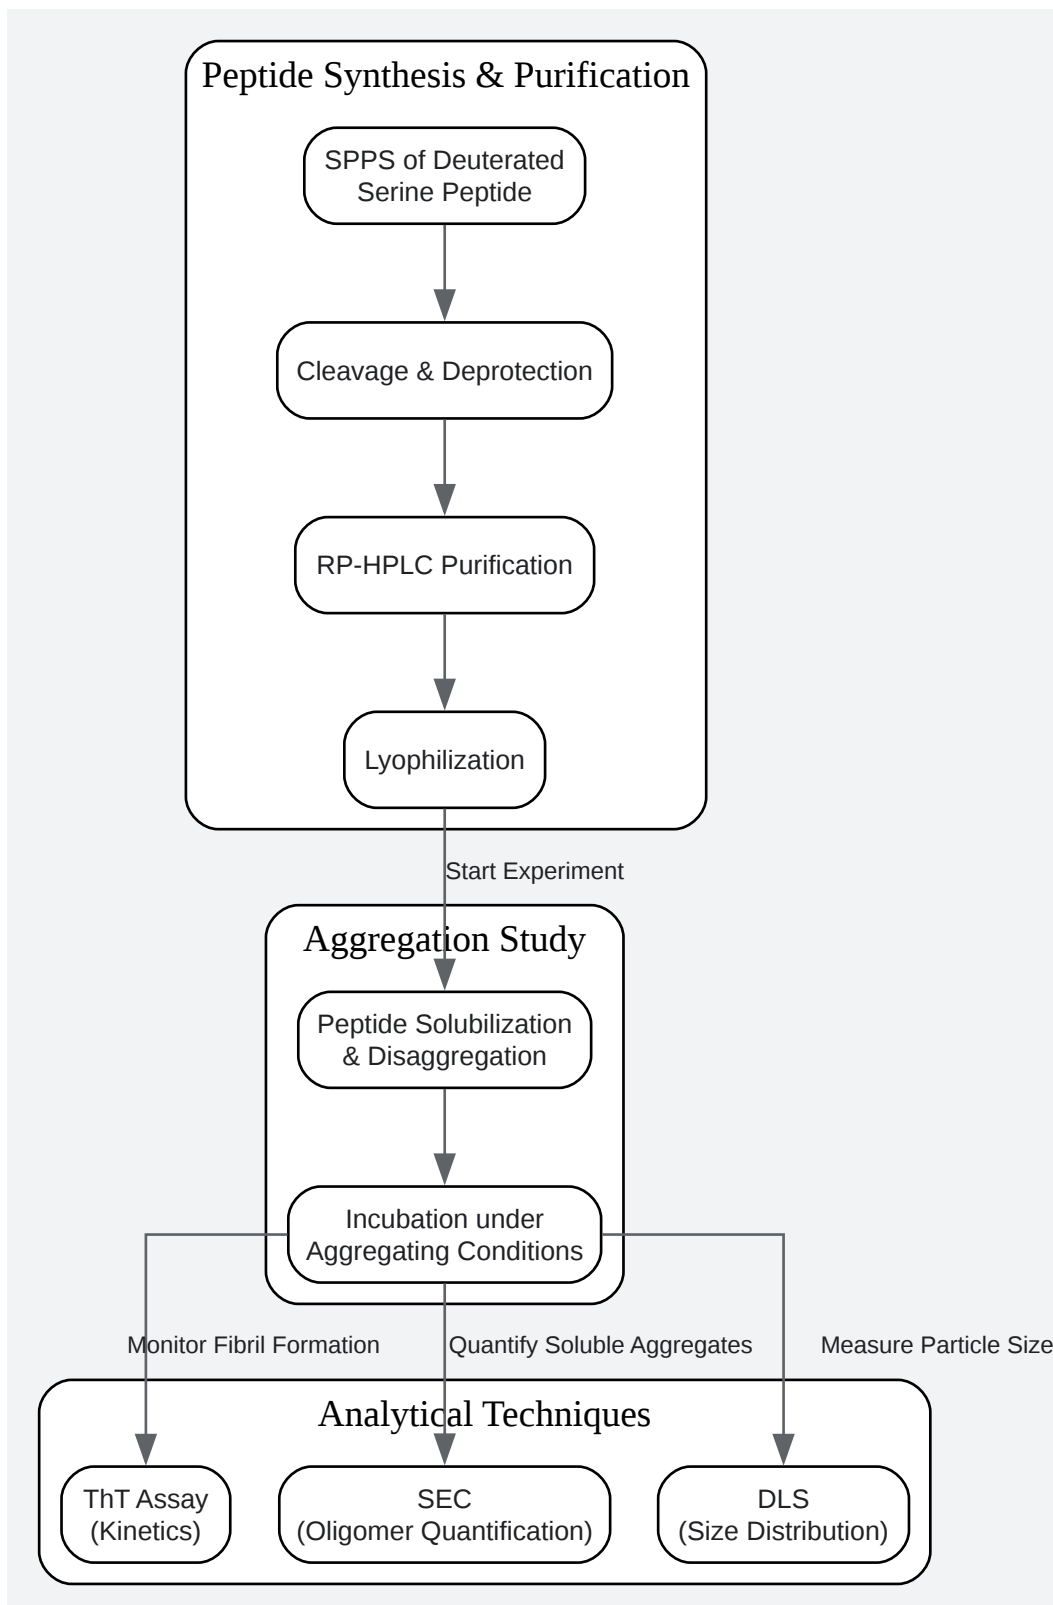 Peptide Synthesis & Purification
SPPS of Deuterated
Serine Peptide
Cleavage & Deprotection
RP-HPLC Purification
Lyophilization
Start Experiment
Aggregation Study
Peptide Solubilization
& Disaggregation
Incubation under
Aggregating Conditions
Monitor Fibril Formation
Quantify Soluble Aggregates
Measure Particle Size
Analytical Techniques
ThT Assay
(Kinetics)
SEC
(Oligomer Quantification)
DLS
(Size Distribution)